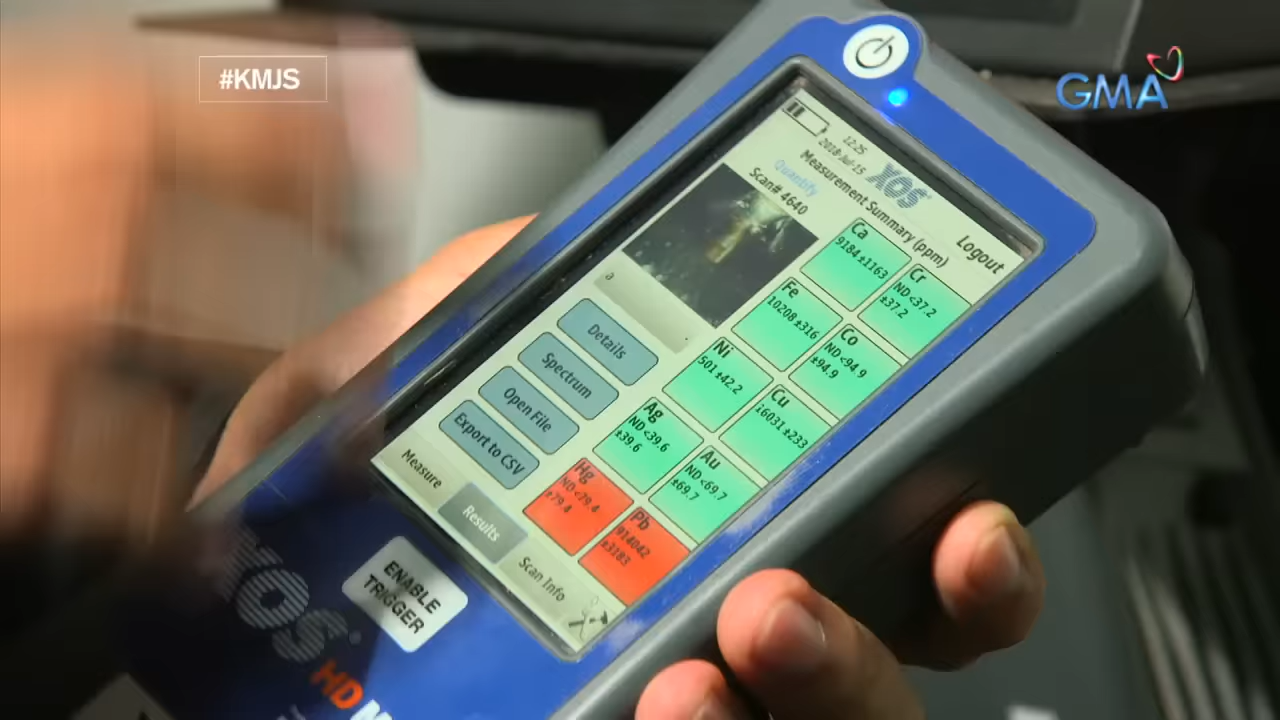 #KMJS
GMA
12:25
2018-Jul-15
XOS
Measurement Summary (ppm)
Logout
Quantify
Scan# 4640
a
Ca
9184±1163
Cr
ND <37.2
±37.2
Fe
10208±316
Co
ND<94.9
±94.9
Ni
501±42.2
Cu
16031±233
Ag
ND<39.6
±39.6
Au
ND<69.7
±69.7
Hg
ND<79.4
±79.4
Pb
914042
±3183
Details
Spectrum
Open File
Export to CSV
Measure
Results
Scan Info
ENABLE
TRIGGER
XOS
HD